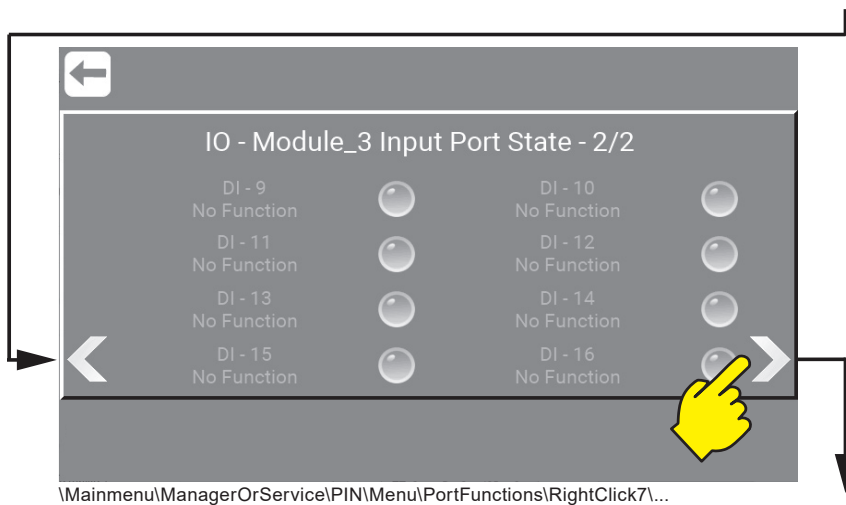 IO - Module_3 Input Port State - 2/2
DI - 9
No Function
DI - 10
No Function
DI - 11
No Function
DI - 12
No Function
DI - 13
No Function
DI - 14
No Function
DI - 15
No Function
DI - 16
No Function
\Mainmenu\ManagerOrService\PIN\Menu\PortFunctions\RightClick7\...